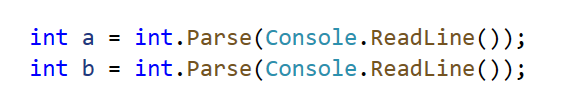 int a = int.Parse(Console.ReadLine());
int b = int.Parse(Console.ReadLine());